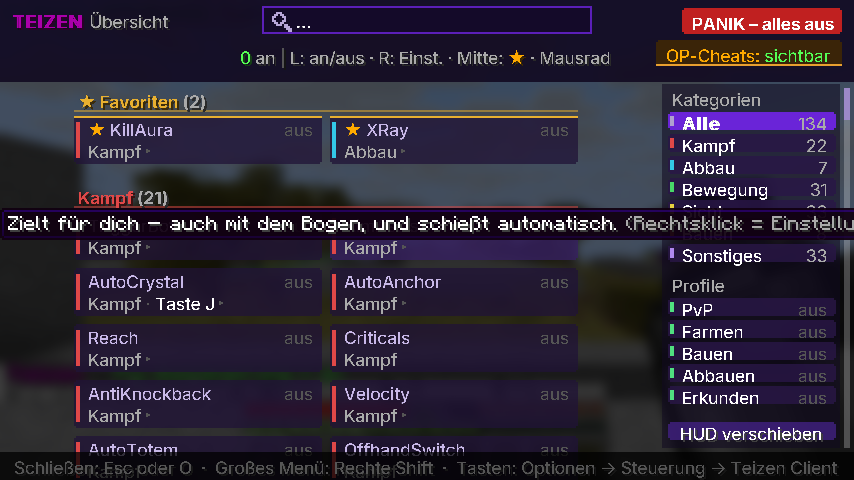 TEIZEN Übersicht
...
PANIK – alles aus
0 an | L: an/aus · R: Einst. · Mitte: ★ · Mausrad
OP-Cheats: sichtbar
★ Favoriten (2)
★ KillAura aus
Kampf
★ XRay aus
Abbau
Kampf (21)
Zielt für dich – auch mit dem Bogen, und schießt automatisch. (Rechtsklick = Einstellu
Kampf
Kampf
AutoCrystal aus
Kampf · Taste J
AutoAnchor aus
Kampf
Reach aus
Kampf
Criticals aus
Kampf
AntiKnockback aus
Kampf
Velocity aus
Kampf
AutoTotem aus
OffhandSwitch aus
Kategorien
Alle 134
Kampf 22
Abbau 7
Bewegung 31
Sonstiges 33
Profile
PvP aus
Farmen aus
Bauen aus
Abbauen aus
Erkunden aus
HUD verschieben
Schließen: Esc oder O · Großes Menü: Rechte Shift · Tasten: Optionen → Steuerung → Teizen Client